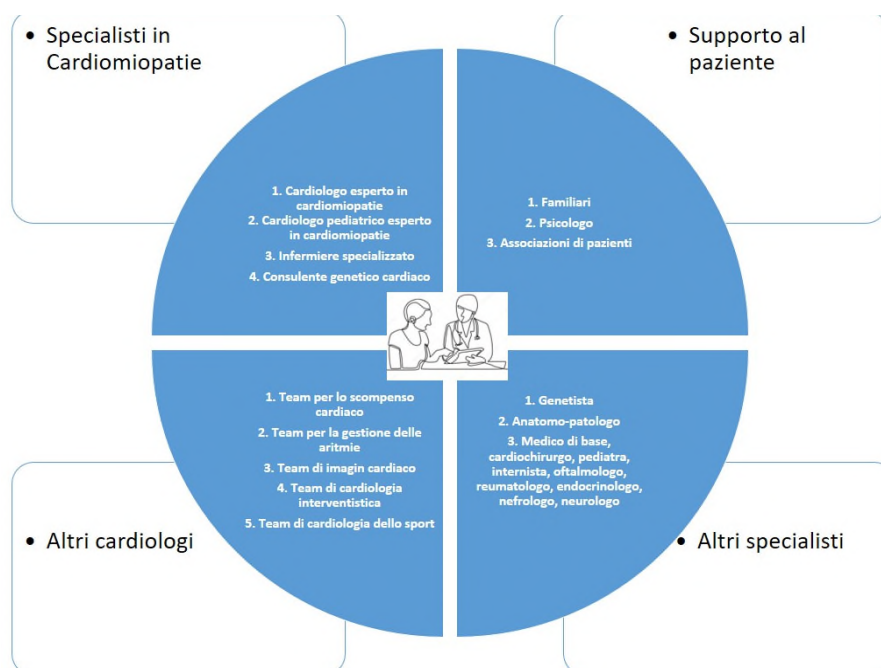 • Specialisti in
Cardiomiopatie
• Supporto al
paziente
1. Cardiologo esperto in
cardiomiopatie
2. Cardiologo pediatrico esperto
in cardiomiopatie
3. Infermiere specializzato
4. Consulente genetico cardiaco
1. Familiari
2. Psicologo
3. Associazioni di pazienti
1. Team per lo scompenso
cardiaco
2. Team per la gestione delle
aritmie
3. Team di imagin cardiaco
4. Team di cardiologia
interventistica
5. Team di cardiologia dello sport
1. Genetista
2. Anatomo-patologo
3. Medico di base,
cardiochirurgo, pediatra,
internista, oftalmologo,
reumatologo, endocrinologo,
nefrologo, neurologo
• Altri cardiologi
• Altri specialisti